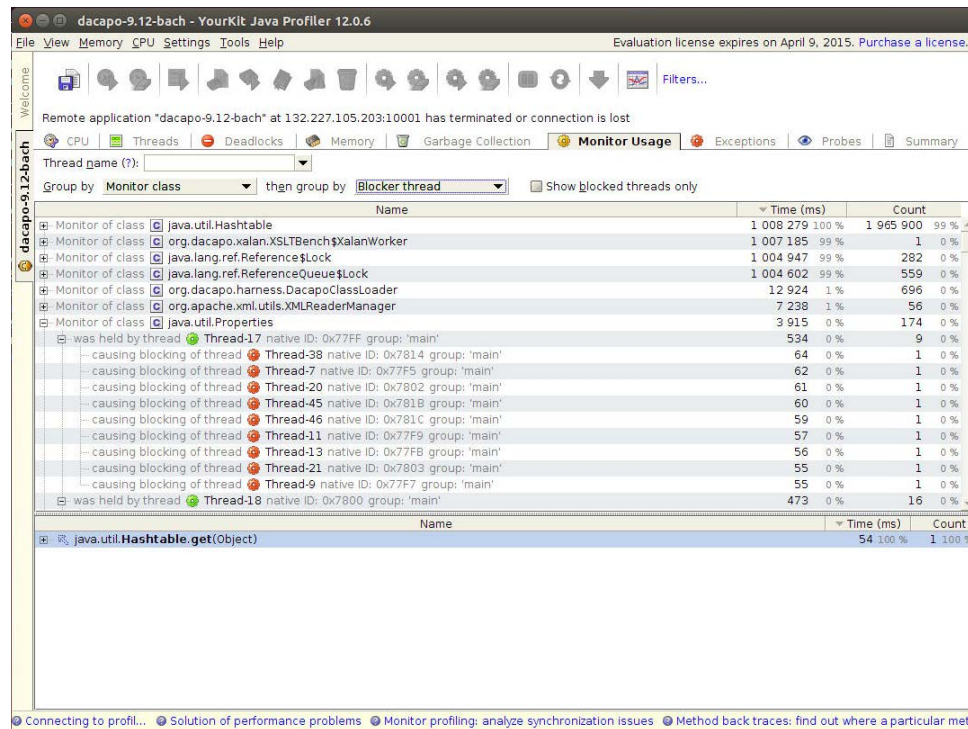 dacapo-9.12-bach - YourKit Java Profiler 12.0.6
File View Memory CPU Settings Tools Help Evaluation license expires on April 9, 2015. Purchase a license.
Welcome
dacapo-9.12-bach
Filters...
Remote application "dacapo-9.12-bach" at 132.227.105.203:10001 has terminated or connection is lost
CPU Threads Deadlocks Memory Garbage Collection Monitor Usage Exceptions Probes Summary
Thread name (?):
Group by Monitor class then group by Blocker thread Show blocked threads only
Name Time (ms) Count
Monitor of class java.util.Hashtable 1 008 279 100 % 1 965 900 99 %
Monitor of class org.dacapo.xalan.XSLTBench$XalanWorker 1 007 185 99 % 1 0 %
Monitor of class java.lang.ref.Reference$Lock 1 004 947 99 % 282 0 %
Monitor of class java.lang.ref.ReferenceQueue$Lock 1 004 602 99 % 559 0 %
Monitor of class org.dacapo.harness.DacapoClassLoader 12 924 1 % 696 0 %
Monitor of class org.apache.xml.utils.XMLReaderManager 7 238 1 % 56 0 %
Monitor of class java.util.Properties 3 915 0 % 174 0 %
was held by thread Thread-17 native ID: 0x77FF group: 'main' 534 0 % 9 0 %
causing blocking of thread Thread-38 native ID: 0x7814 group: 'main' 64 0 % 1 0 %
causing blocking of thread Thread-7 native ID: 0x77F5 group: 'main' 62 0 % 1 0 %
causing blocking of thread Thread-20 native ID: 0x7802 group: 'main' 61 0 % 1 0 %
causing blocking of thread Thread-45 native ID: 0x781B group: 'main' 60 0 % 1 0 %
causing blocking of thread Thread-46 native ID: 0x781C group: 'main' 59 0 % 1 0 %
causing blocking of thread Thread-11 native ID: 0x77F9 group: 'main' 57 0 % 1 0 %
causing blocking of thread Thread-13 native ID: 0x77FB group: 'main' 56 0 % 1 0 %
causing blocking of thread Thread-21 native ID: 0x7803 group: 'main' 55 0 % 1 0 %
causing blocking of thread Thread-9 native ID: 0x77F7 group: 'main' 55 0 % 1 0 %
was held by thread Thread-18 native ID: 0x7800 group: 'main' 473 0 % 16 0 %
Name Time (ms) Count
java.util.Hashtable.get(Object) 54 100 % 1 100 %
Connecting to profil... Solution of performance problems Monitor profiling: analyze synchronization issues Method back traces: find out where a particular met